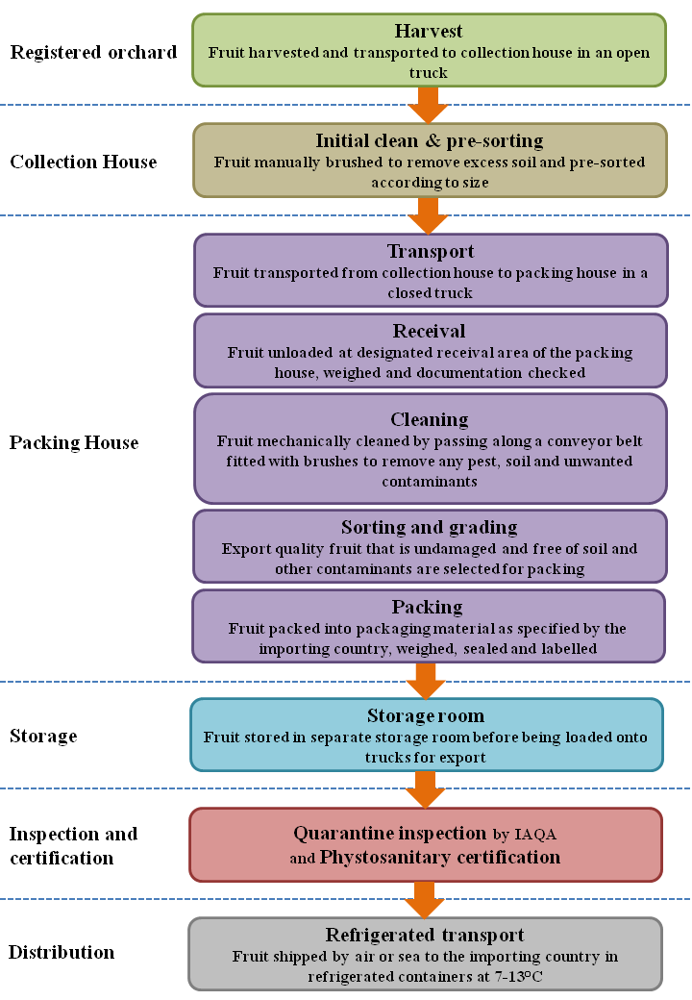 Registered orchard
Harvest
Fruit harvested and transported to collection house in an open
truck
Collection House
Initial clean & pre-sorting
Fruit manually brushed to remove excess soil and pre-sorted
according to size
Packing House
Transport
Fruit transported from collection house to packing house in a
closed truck
Receival
Fruit unloaded at designated receival area of the packing
house, weighed and documentation checked
Cleaning
Fruit mechanically cleaned by passing along a conveyor belt
fitted with brushes to remove any pest, soil and unwanted
contaminants
Sorting and grading
Export quality fruit that is undamaged and free of soil and
other contaminants are selected for packing
Packing
Fruit packed into packaging material as specified by the
importing country, weighed, sealed and labelled
Storage
Storage room
Fruit stored in separate storage room before being loaded onto
trucks for export
Inspection and
certification
Quarantine inspection by IAQA
and Phystosanitary certification
Distribution
Refrigerated transport
Fruit shipped by air or sea to the importing country in
refrigerated containers at 7-13°C